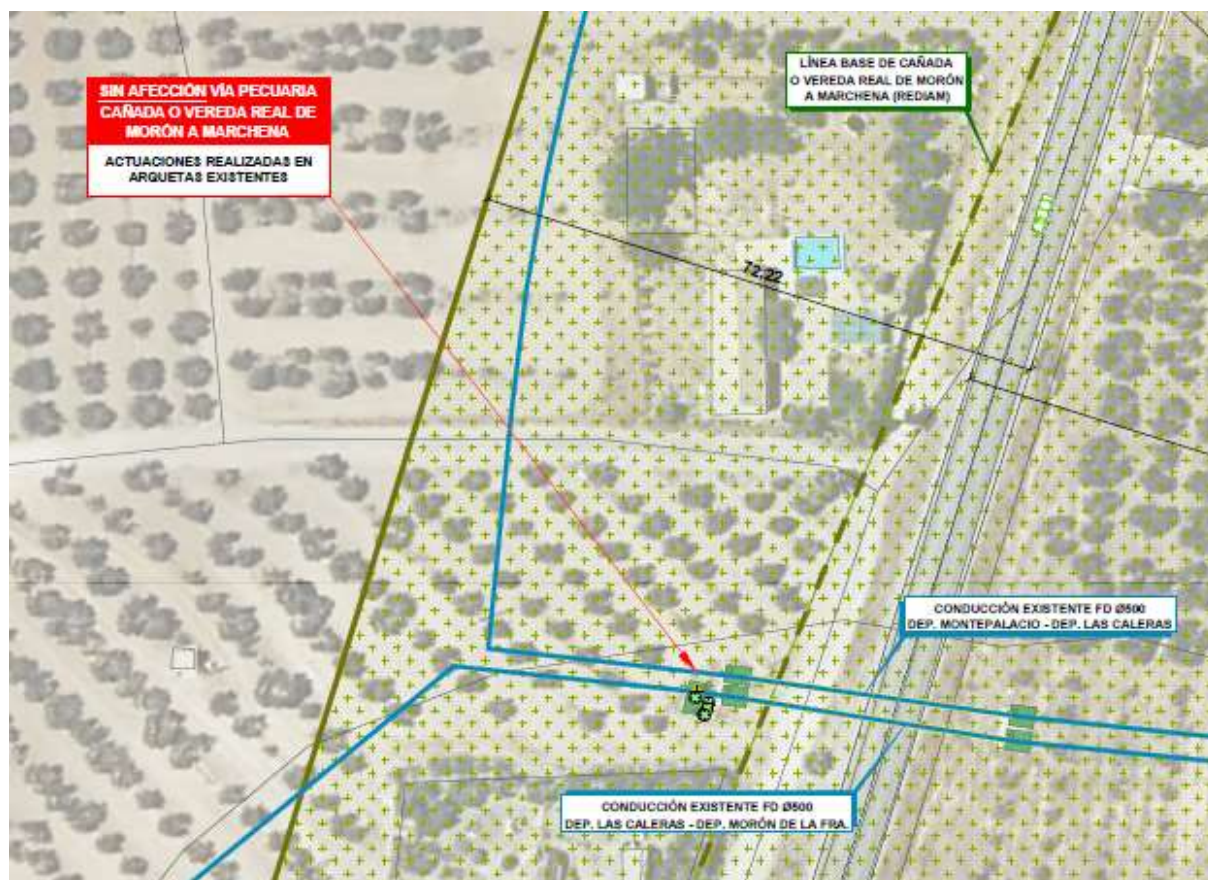 SIN AFECCIÓN VÍA PECUARIA
CAÑADA O VEREDA REAL DE
MORÓN A MARCHENA
ACTUACIONES REALIZADAS EN
ARQUETAS EXISTENTES
LÍNEA BASE DE CAÑADA
O VEREDA REAL DE MORÓN
A MARCHENA (REDIAM)
72.22
CONDUCCIÓN EXISTENTE FD Ø500
DEP. MONTEPALACIO - DEP. LAS CALERAS
CONDUCCIÓN EXISTENTE FD Ø500
DEP. LAS CALERAS - DEP. MORÓN DE LA FRA.